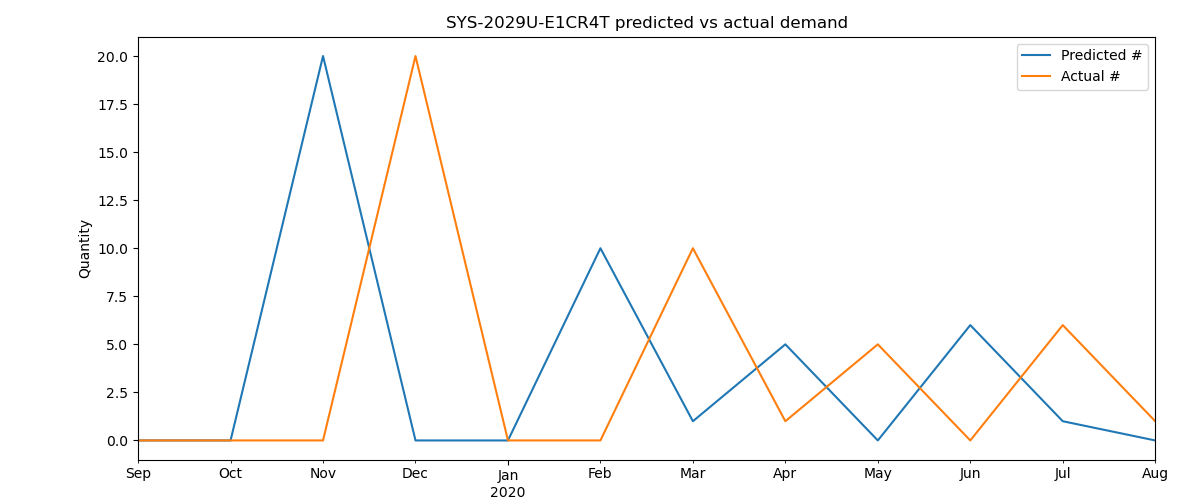 SYS-2029U-E1CR4T predicted vs actual demand
Predicted #
Actual #
Quantity
20.0
17.5
15.0
12.5
10.0
7.5
5.0
2.5
0.0
Sep Oct Nov Dec Jan Feb Mar Apr May Jun Jul Aug
2020